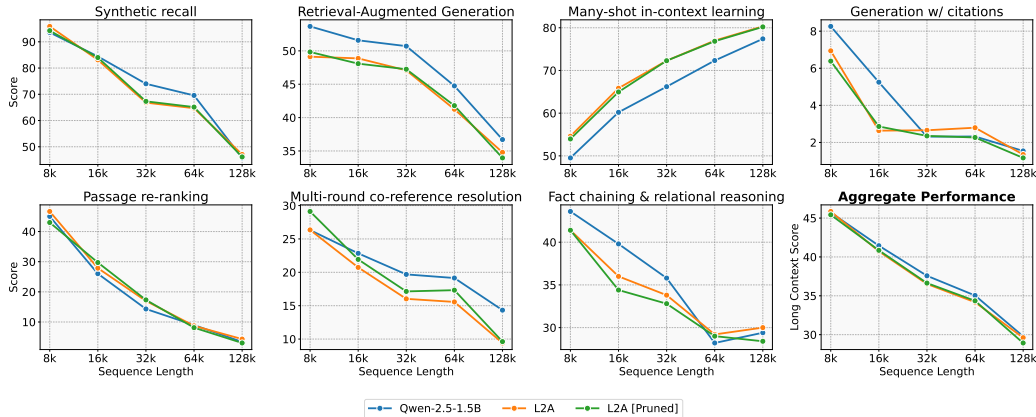 Synthetic recall
Score
90
80
70
60
50
8k 16k 32k 64k 128k
Retrieval-Augmented Generation
50
45
40
35
8k 16k 32k 64k 128k
Many-shot in-context learning
80
70
60
50
8k 16k 32k 64k 128k
Generation w/ citations
8
6
4
2
8k 16k 32k 64k 128k
Passage re-ranking
Score
40
30
20
10
8k 16k 32k 64k 128k
Sequence Length
Multi-round co-reference resolution
30
25
20
15
10
8k 16k 32k 64k 128k
Sequence Length
Fact chaining & relational reasoning
40
35
30
8k 16k 32k 64k 128k
Sequence Length
Aggregate Performance
Long Context Score
45
40
35
30
8k 16k 32k 64k 128k
Sequence Length
Qwen-2.5-1.5B L2A L2A [Pruned]